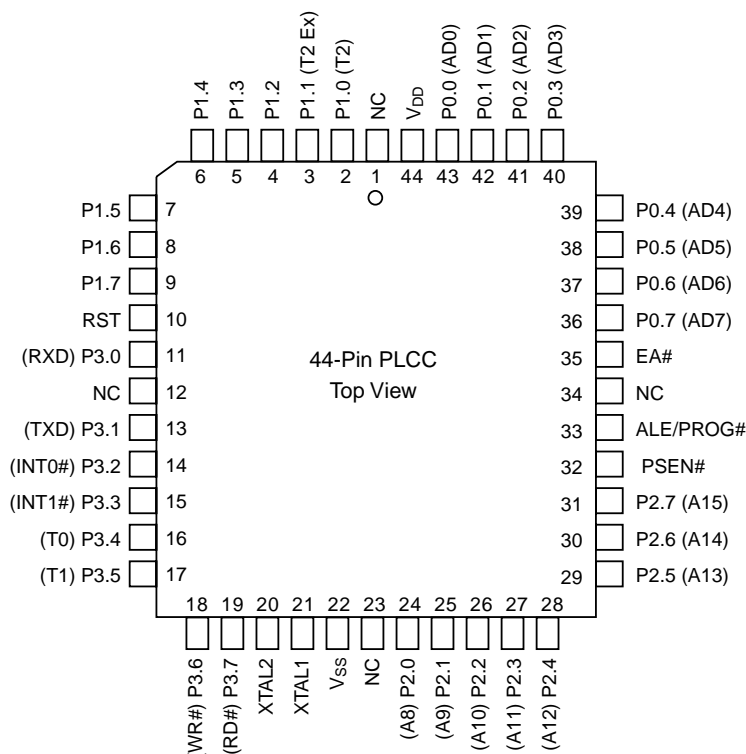 P1.4
P1.3
P1.2
P1.1 (T2 Ex)
P1.0 (T2)
NC
VDD
P0.0 (AD0)
P0.1 (AD1)
P0.2 (AD2)
P0.3 (AD3)
6
5
4
3
2
1
44
43
42
41
40
P1.5
7
P1.6
8
P1.7
9
RST
10
(RXD) P3.0
11
NC
12
(TXD) P3.1
13
(INT0#) P3.2
14
(INT1#) P3.3
15
(T0) P3.4
16
(T1) P3.5
17
44-Pin PLCC
Top View
39
P0.4 (AD4)
38
P0.5 (AD5)
37
P0.6 (AD6)
36
P0.7 (AD7)
35
EA#
34
NC
33
ALE/PROG#
32
PSEN#
31
P2.7 (A15)
30
P2.6 (A14)
29
P2.5 (A13)
18
19
20
21
22
23
24
25
26
27
28
WR#) P3.6
(RD#) P3.7
XTAL2
XTAL1
VSS
NC
(A8) P2.0
(A9) P2.1
(A10) P2.2
(A11) P2.3
(A12) P2.4